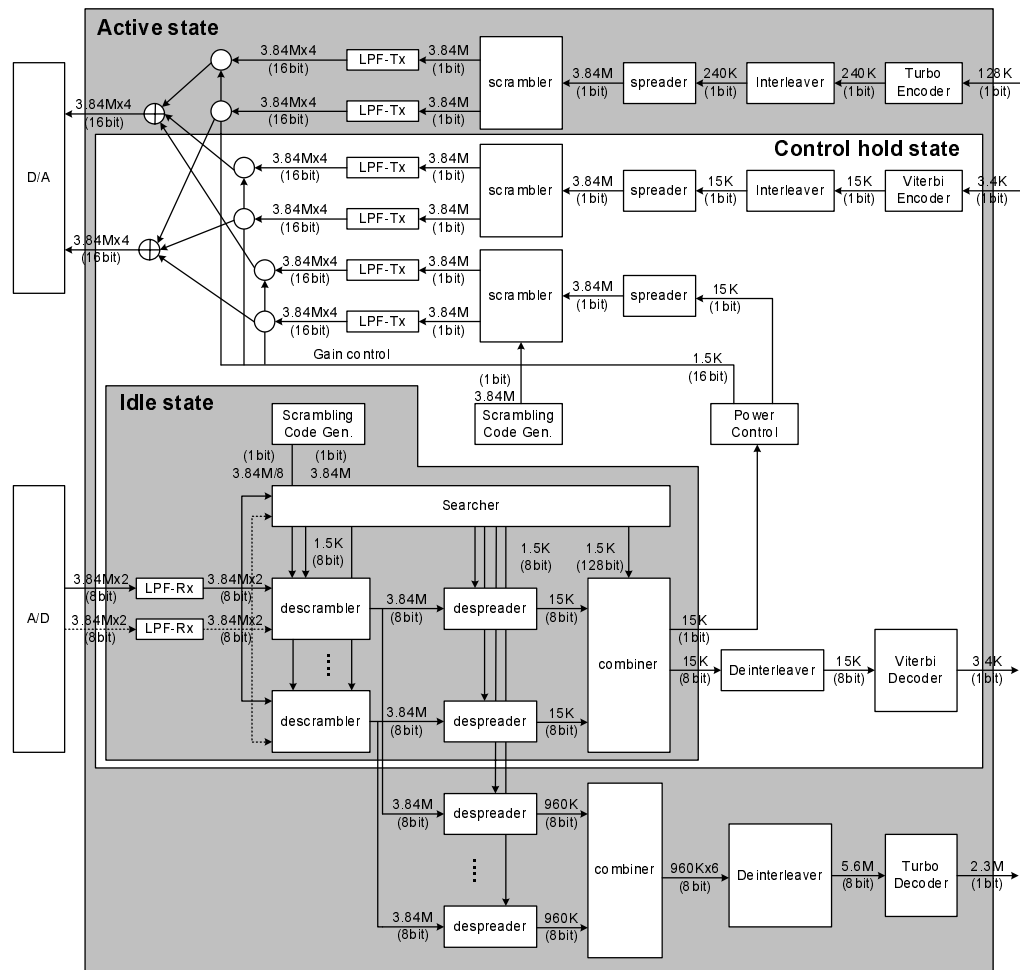 Active state
3.84Mx4
(16bit)
LPF-Tx
3.84M
(1bit)
scrambler
3.84M
(1bit)
spreader
240K
(1bit)
Interleaver
240K
(1bit)
Turbo
Encoder
128K
(1bit)
3.84Mx4
(16bit)
3.84Mx4
(16bit)
LPF-Tx
3.84M
(1bit)
D/A
Control hold state
3.84Mx4
(16bit)
LPF-Tx
3.84M
(1bit)
scrambler
3.84M
(1bit)
spreader
15K
(1bit)
Interleaver
15K
(1bit)
Viterbi
Encoder
3.4K
(1bit)
3.84Mx4
(16bit)
LPF-Tx
3.84M
(1bit)
3.84Mx4
(16bit)
3.84Mx4
(16bit)
LPF-Tx
3.84M
(1bit)
scrambler
3.84M
(1bit)
spreader
15K
(1bit)
3.84Mx4
(16bit)
LPF-Tx
3.84M
(1bit)
Gain control
1.5K
(16bit)
(1bit)
3.84M
Idle state
Scrambling
Code Gen.
Scrambling
Code Gen.
Power
Control
(1bit)
3.84M/8
(1bit)
3.84M
Searcher
1.5K
(8bit)
1.5K
(8bit)
1.5K
(128bit)
A/D
3.84Mx2
(8bit)
LPF-Rx
3.84Mx2
(8bit)
descrambler
3.84M
(8bit)
despreader
15K
(8bit)
3.84Mx2
(8bit)
LPF-Rx
3.84Mx2
(8bit)
combiner
15K
(1bit)
15K
(8bit)
Deinterleaver
15K
(8bit)
Viterbi
Decoder
3.4K
(1bit)
descrambler
3.84M
(8bit)
despreader
15K
(8bit)
3.84M
(8bit)
despreader
960K
(8bit)
combiner
960Kx6
(8bit)
Deinterleaver
5.6M
(8bit)
Turbo
Decoder
2.3M
(1bit)
3.84M
(8bit)
despreader
960K
(8bit)